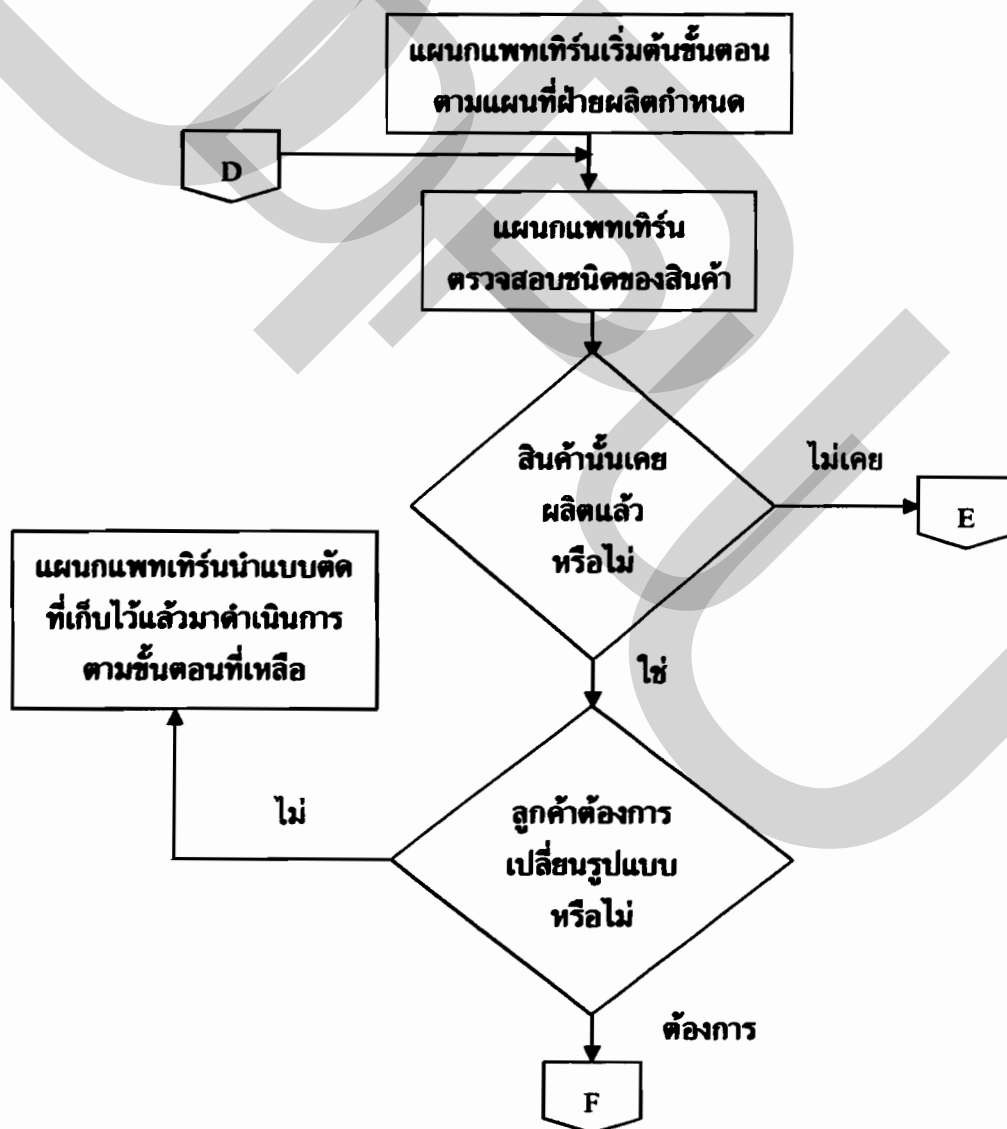 แผนกแพทเทิร์นเริ่มต้นขั้นตอน
ตามแผนที่ฝ่ายผลิตกำหนด
D
แผนกแพทเทิร์น
ตรวจสอบชนิดของสินค้า
สินค้านั้นเคย
ผลิตแล้ว
หรือไม่
ไม่เคย
E
แผนกแพทเทิร์นนำแบบตัด
ที่เก็บไว้แล้วมาดำเนินการ
ตามขั้นตอนที่เหลือ
ใช่
ไม่
ลูกค้าต้องการ
เปลี่ยนรูปแบบ
หรือไม่
ต้องการ
F